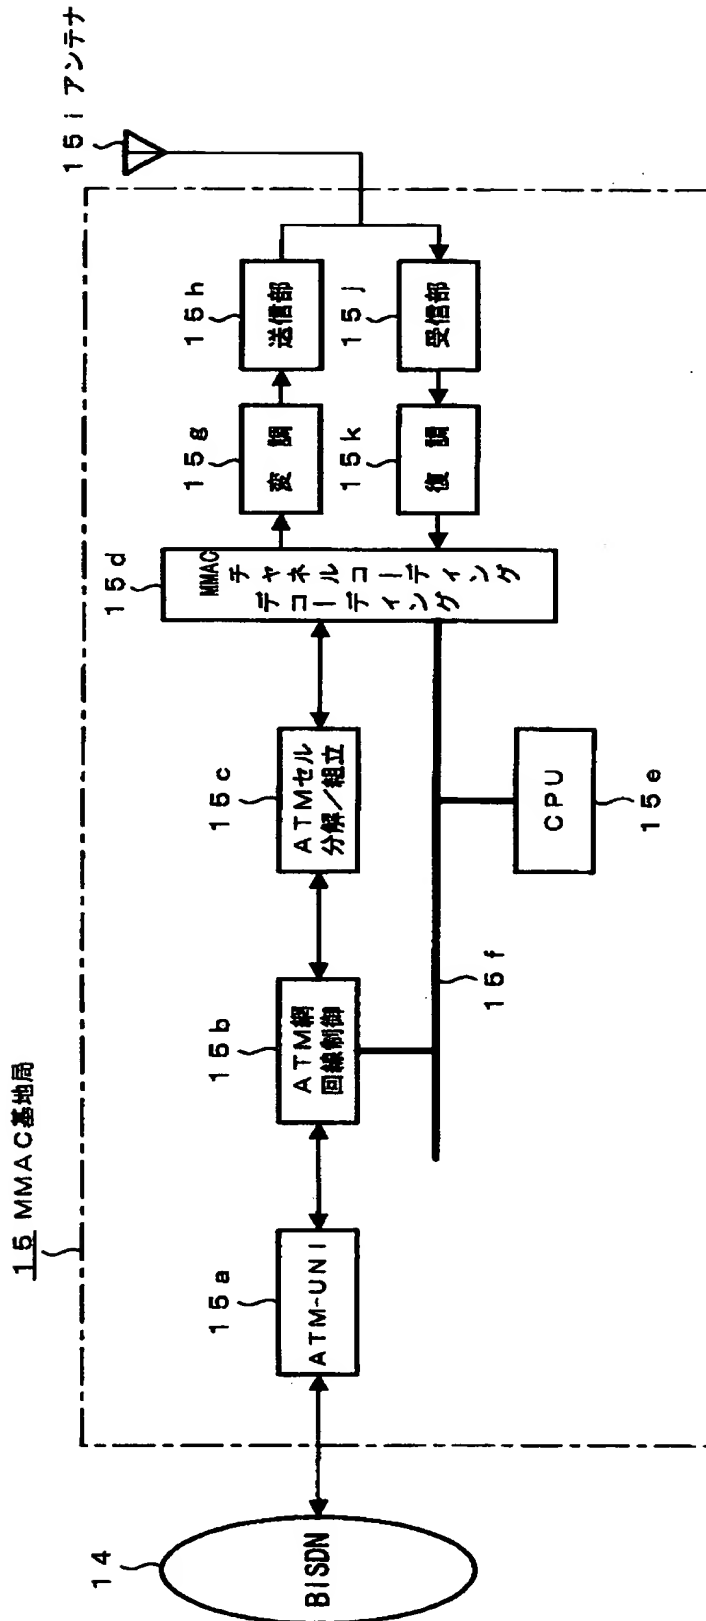 15 MMAC基地局
14
BISDN
15a
ATM-UNI
15b
ATM網
回線制御
15c
ATMセル
分解/組立
15d
MMAC
チャネルコーディング
デコーディング
15e
CPU
15f
15g
変調
15h
送信部
15i アンテナ
15j
受信部
15k
復調